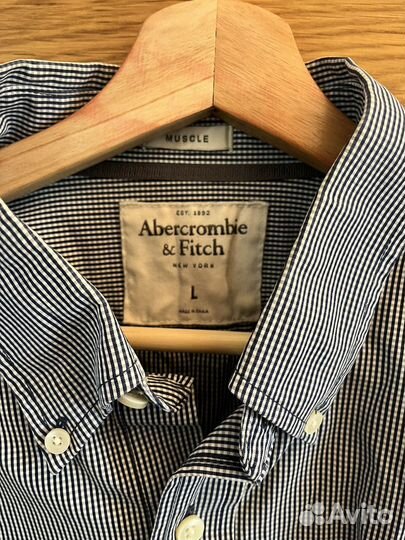 MUSCLE
EST. 1892
Abercrombie
& Fitch
NEW YORK
L
Avito